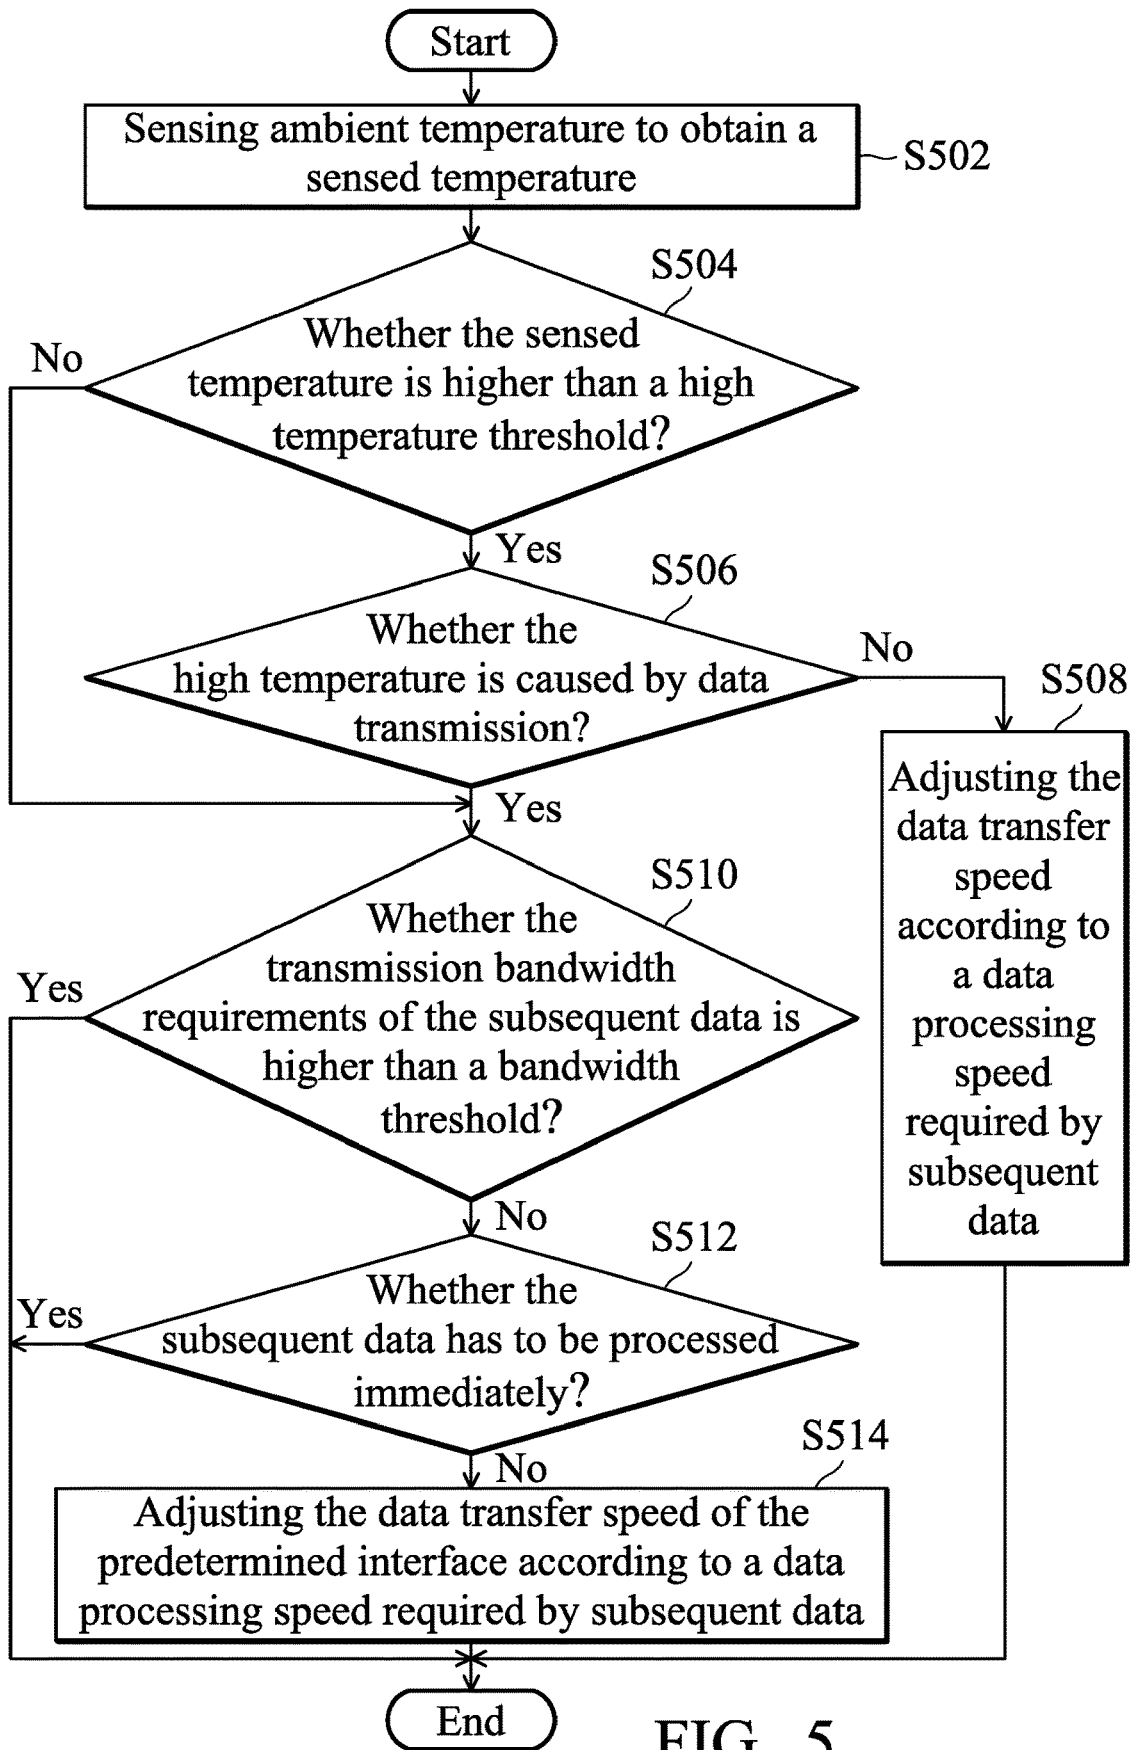 Start
Sensing ambient temperature to obtain a
sensed temperature
S502
S504
Whether the sensed
temperature is higher than a high
temperature threshold?
No
Yes
S506
Whether the
high temperature is caused by data
transmission?
No
S508
Adjusting the
data transfer
speed
according to
a data
processing
speed
required by
subsequent
data
Yes
S510
Whether the
transmission bandwidth
requirements of the subsequent data is
higher than a bandwidth
threshold?
Yes
No
S512
Whether the
subsequent data has to be processed
immediately?
Yes
No
S514
Adjusting the data transfer speed of the
predetermined interface according to a data
processing speed required by subsequent data
End
FIG. 5